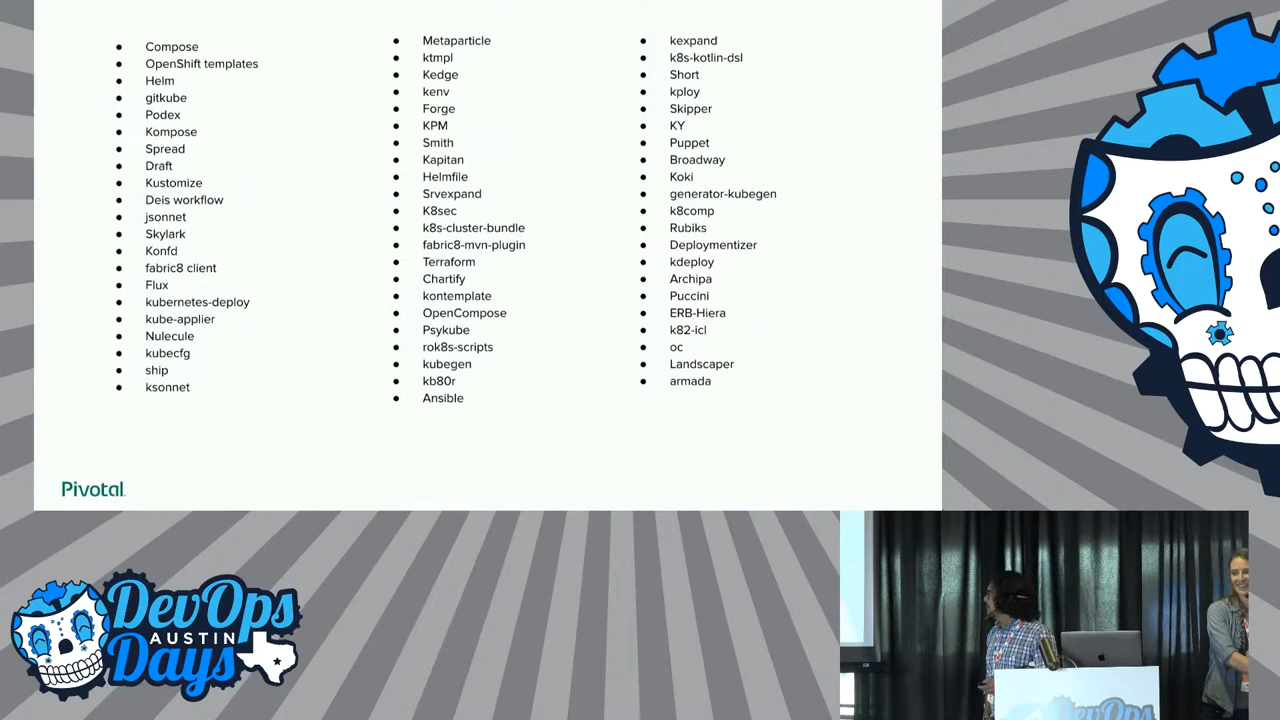 Compose
OpenShift templates
Helm
gitkube
Podex
Kompose
Spread
Draft
Kustomize
Deis workflow
jsonnet
Skylark
Konfd
fabric8 client
Flux
kubernetes-deploy
kube-applier
Nulecule
kubecfg
ship
ksonnet
Metaparticle
ktmpl
Kedge
kenv
Forge
KPM
Smith
Kapitan
Helmfile
Srvexpand
K8sec
k8s-cluster-bundle
fabric8-mvn-plugin
Terraform
Chartify
kontemplate
OpenCompose
Psykube
rok8s-scripts
kubegen
kb80r
Ansible
kexpand
k8s-kotlin-dsl
Short
kploy
Skipper
KY
Puppet
Broadway
Koki
generator-kubegen
k8comp
Rubiks
Deploymentizer
kdeploy
Archipa
Puccini
ERB-Hiera
k82-icl
oc
Landscaper
armada
Pivotal
DevOps
AUSTIN
Days
DevOps